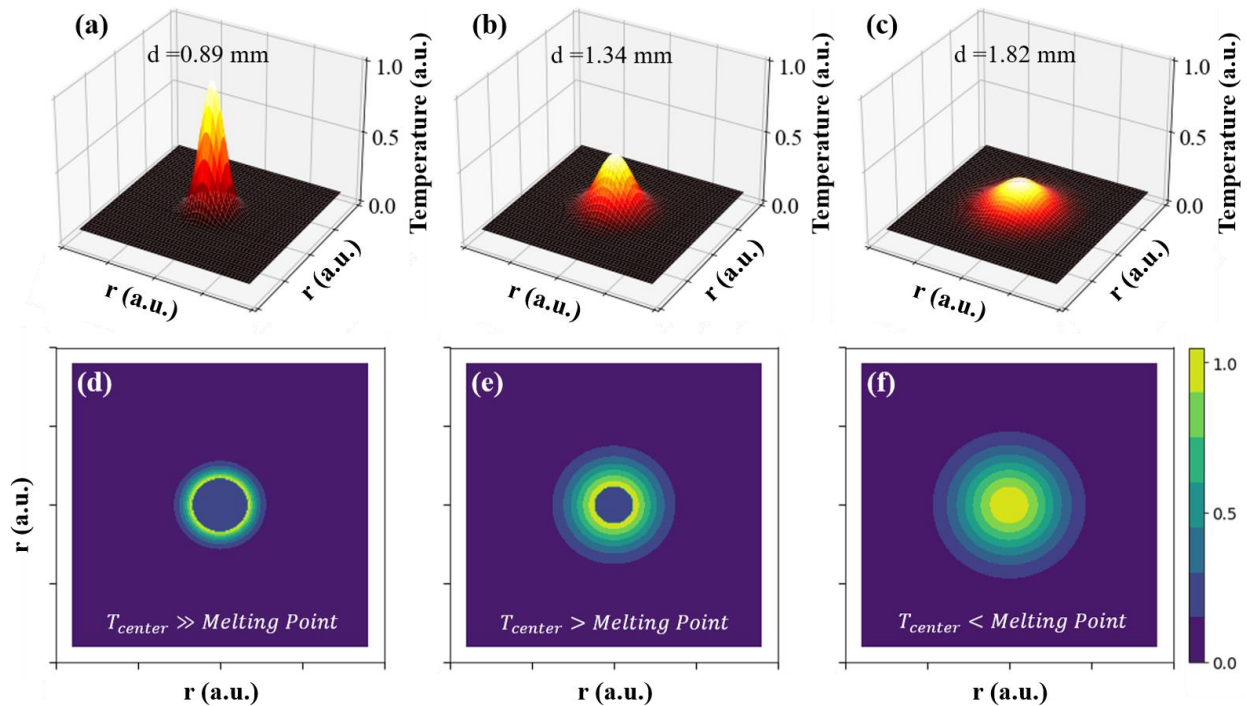 (a)
d =0.89 mm
1.0
0.5
0.0
Temperature (a.u.)
r (a.u.)
r (a.u.)
(b)
d =1.34 mm
1.0
0.5
0.0
Temperature (a.u.)
r (a.u.)
r (a.u.)
(c)
d =1.82 mm
1.0
0.5
0.0
Temperature (a.u.)
r (a.u.)
r (a.u.)
(d)
T_center ≫ Melting Point
r (a.u.)
r (a.u.)
(e)
T_center > Melting Point
r (a.u.)
(f)
T_center < Melting Point
r (a.u.)
1.0
0.5
0.0